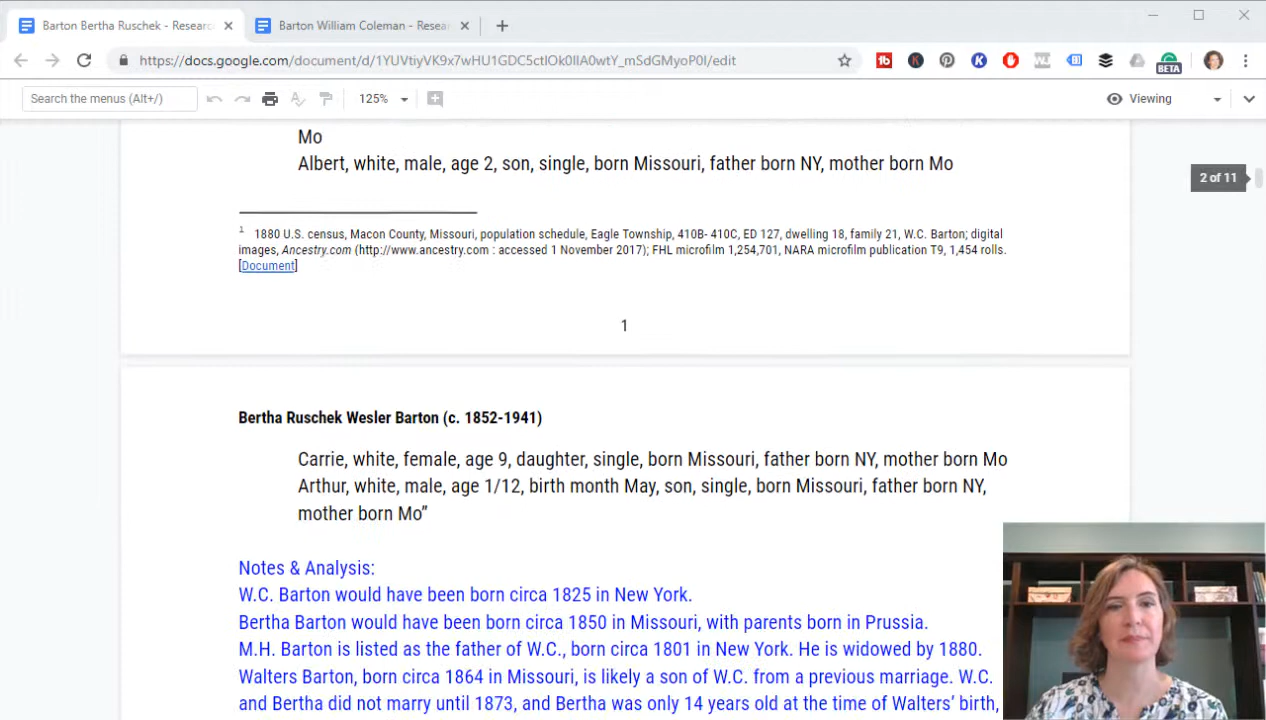 Barton Bertha Ruschek - Researc
Barton William Coleman - Resear
https://docs.google.com/document/d/1YUVtiyVK9x7wHU1GDC5ctIOk0IlA0wtY_mSdGMyoP0I/edit
BETA
Search the menus (Alt+/)
125%
Viewing
Mo
Albert, white, male, age 2, son, single, born Missouri, father born NY, mother born Mo
2 of 11
1 1880 U.S. census, Macon County, Missouri, population schedule, Eagle Township, 410B- 410C, ED 127, dwelling 18, family 21, W.C. Barton; digital
images, Ancestry.com (http://www.ancestry.com : accessed 1 November 2017); FHL microfilm 1,254,701, NARA microfilm publication T9, 1,454 rolls.
[Document]
1
Bertha Ruschek Wesler Barton (c. 1852-1941)
Carrie, white, female, age 9, daughter, single, born Missouri, father born NY, mother born Mo
Arthur, white, male, age 1/12, birth month May, son, single, born Missouri, father born NY,
mother born Mo”
Notes & Analysis:
W.C. Barton would have been born circa 1825 in New York.
Bertha Barton would have been born circa 1850 in Missouri, with parents born in Prussia.
M.H. Barton is listed as the father of W.C., born circa 1801 in New York. He is widowed by 1880.
Walters Barton, born circa 1864 in Missouri, is likely a son of W.C. from a previous marriage. W.C.
and Bertha did not marry until 1873, and Bertha was only 14 years old at the time of Walters’ birth,